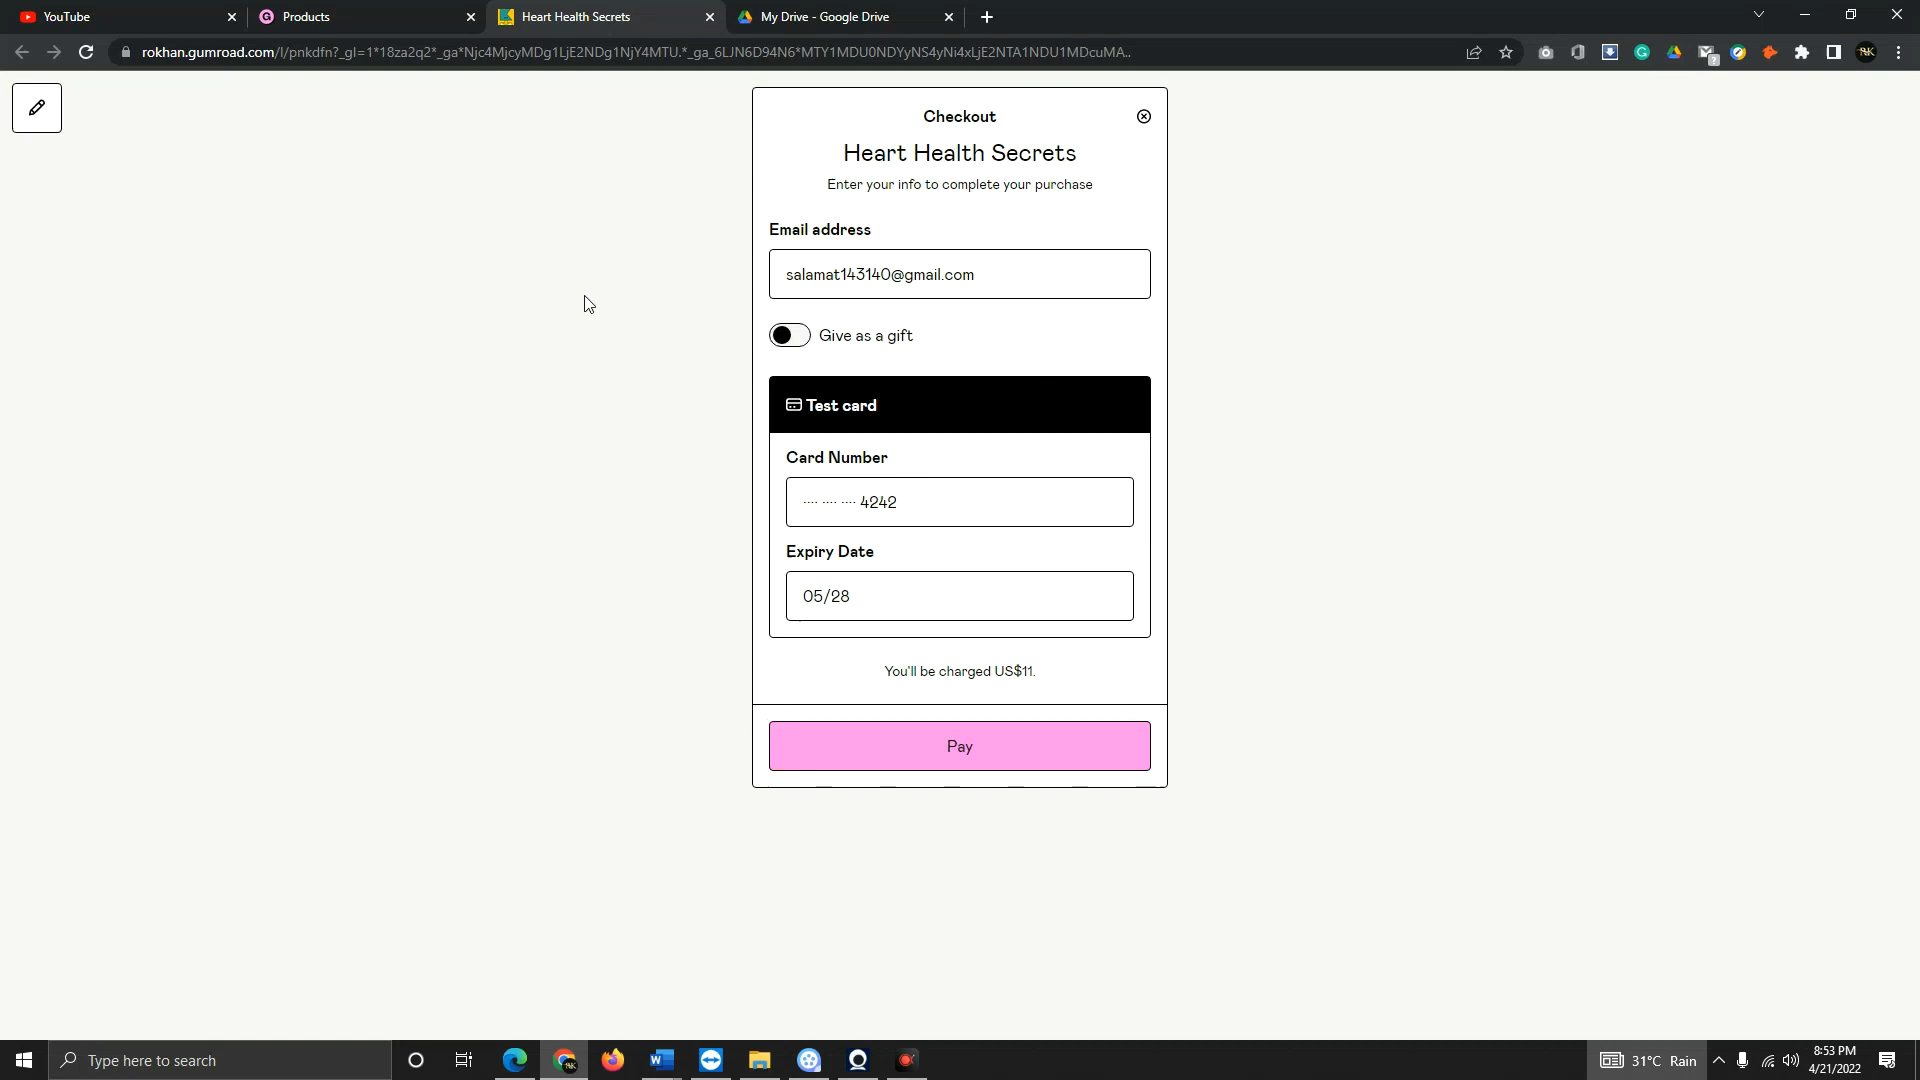 YouTube
Products
Heart Health Secrets
My Drive - Google Drive
rokhan.gumroad.com/l/pnkdfn?_gl=1*18za2q2*_ga*Njc4MjcyMDg1LjE2NDg1NjY4MTU.*_ga_6LJN6D94N6*MTY1MDU0NDYyNS4yNi4xLjE2NTA1NDU1MDcuMA..
Checkout
Heart Health Secrets
Enter your info to complete your purchase
Email address
salamat143140@gmail.com
Give as a gift
Test card
Card Number
···· ···· ···· 4242
Expiry Date
05/28
You'll be charged US$11.
Pay
Type here to search
31°C Rain
8:53 PM
4/21/2022